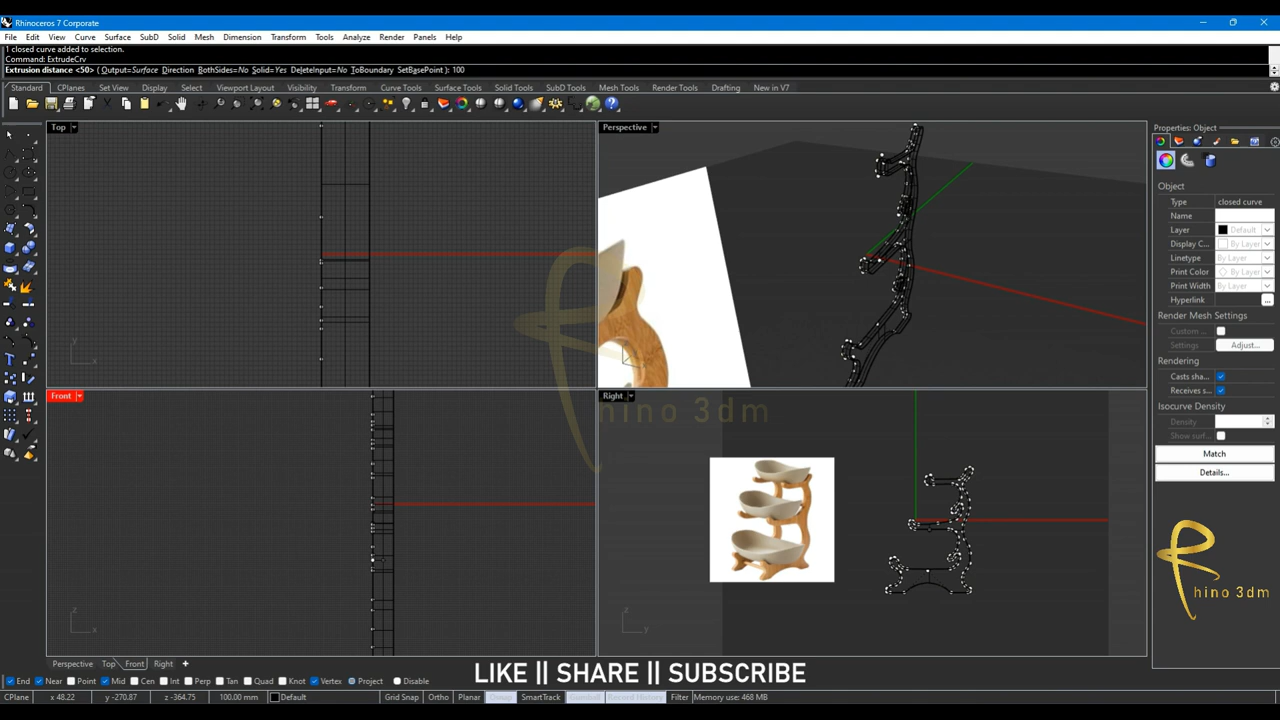 Rhinoceros 7 Corporate
File Edit View Curve Surface SubD Solid Mesh Dimension Transform Tools Analyze Render Panels Help
1 closed curve added to selection.
Command: ExtrudeCrv
Extrusion distance <50> ( Output=Surface Direction BothSides=No Solid=Yes DeleteInput=No ToBoundary SetBasePoint ): 100
Standard CPlanes Set View Display Select Viewport Layout Visibility Transform Curve Tools Surface Tools Solid Tools SubD Tools Mesh Tools Render Tools Drafting New in V7
Top
Perspective
Properties: Object
Object
Type closed curve
Name
Layer Default
Display C... By Layer
Linetype By Layer
Print Color By Layer
Print Width By Layer
Hyperlink ...
Render Mesh Settings
Custom ...
Settings Adjust...
Rendering
Casts sha...
Receives s...
Isocurve Density
Density
Show surf...
Match
Details...
y
x
Front
Right
hino 3dm
z
x
z
y
hino 3dm
Perspective Top Front Right
LIKE || SHARE || SUBSCRIBE
End Near Point Mid Cen Int Perp Tan Quad Knot Vertex Project Disable
CPlane x 48.22 y -270.87 z -364.75 100.00 mm Default Grid Snap Ortho Planar Osnap SmartTrack Gumball Record History Filter Memory use: 468 MB